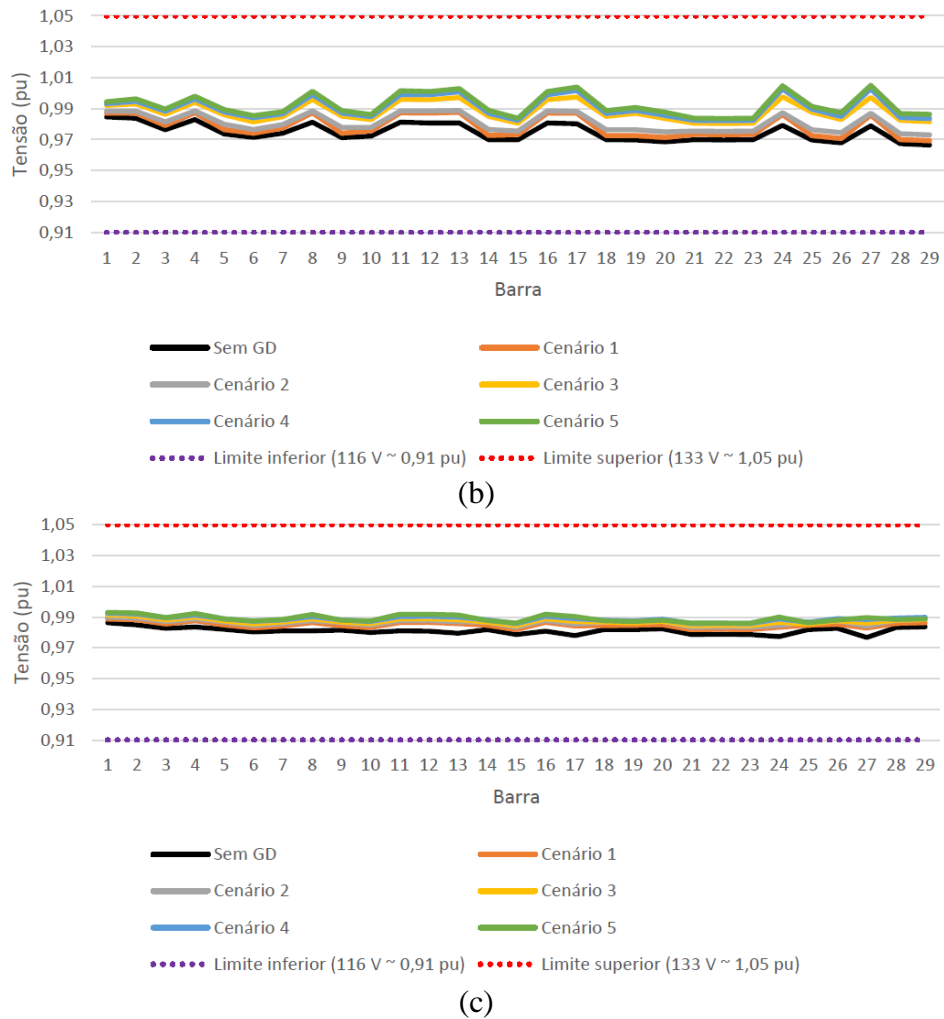 1,05
1,03
1,01
0,99
0,97
0,95
0,93
0,91
Tensão (pu)
1 2 3 4 5 6 7 8 9 10 11 12 13 14 15 16 17 18 19 20 21 22 23 24 25 26 27 28 29
Barra
Sem GD Cenário 1
Cenário 2 Cenário 3
Cenário 4 Cenário 5
Limite inferior (116 V ~ 0,91 pu) Limite superior (133 V ~ 1,05 pu)
(b)
1,05
1,03
1,01
0,99
0,97
0,95
0,93
0,91
Tensão (pu)
1 2 3 4 5 6 7 8 9 10 11 12 13 14 15 16 17 18 19 20 21 22 23 24 25 26 27 28 29
Barra
Sem GD Cenário 1
Cenário 2 Cenário 3
Cenário 4 Cenário 5
Limite inferior (116 V ~ 0,91 pu) Limite superior (133 V ~ 1,05 pu)
(c)